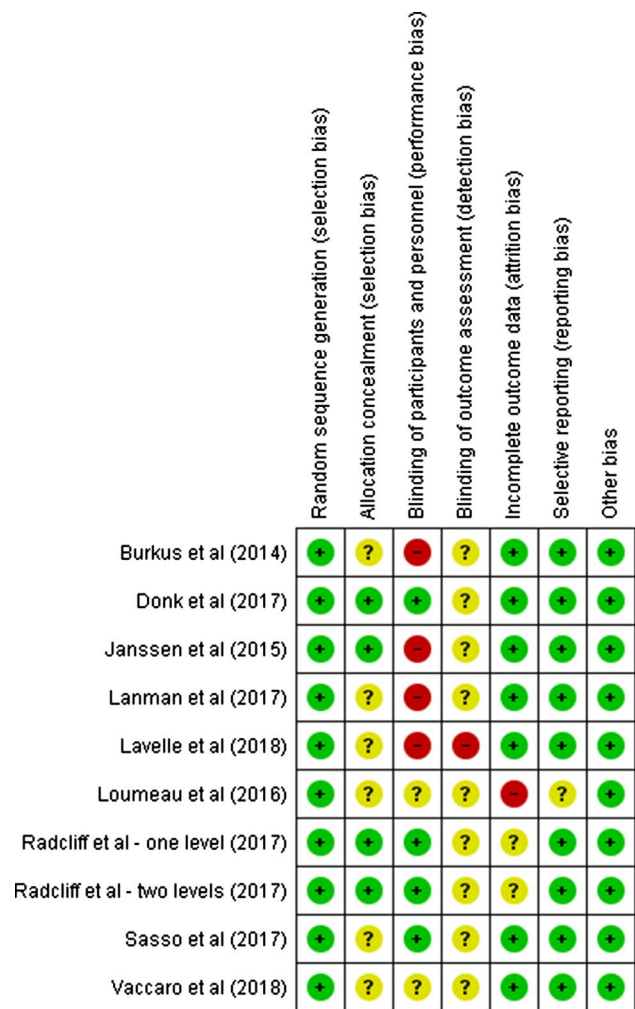 Random sequence generation (selection bias)
Allocation concealment (selection bias)
Blinding of participants and personnel (performance bias)
Blinding of outcome assessment (detection bias)
Incomplete outcome data (attrition bias)
Selective reporting (reporting bias)
Other bias
Burkus et al (2014) + ? - ? + + +
Donk et al (2017) + + + ? + + +
Janssen et al (2015) + + - ? + + +
Lanman et al (2017) + ? - ? + + +
Lavelle et al (2018) + ? - - + + +
Loumeau et al (2016) + ? ? ? - ? +
Radcliff et al - one level (2017) + + + ? ? + +
Radcliff et al - two levels (2017) + + + ? ? + +
Sasso et al (2017) + ? + ? + + +
Vaccaro et al (2018) + ? ? ? + + +